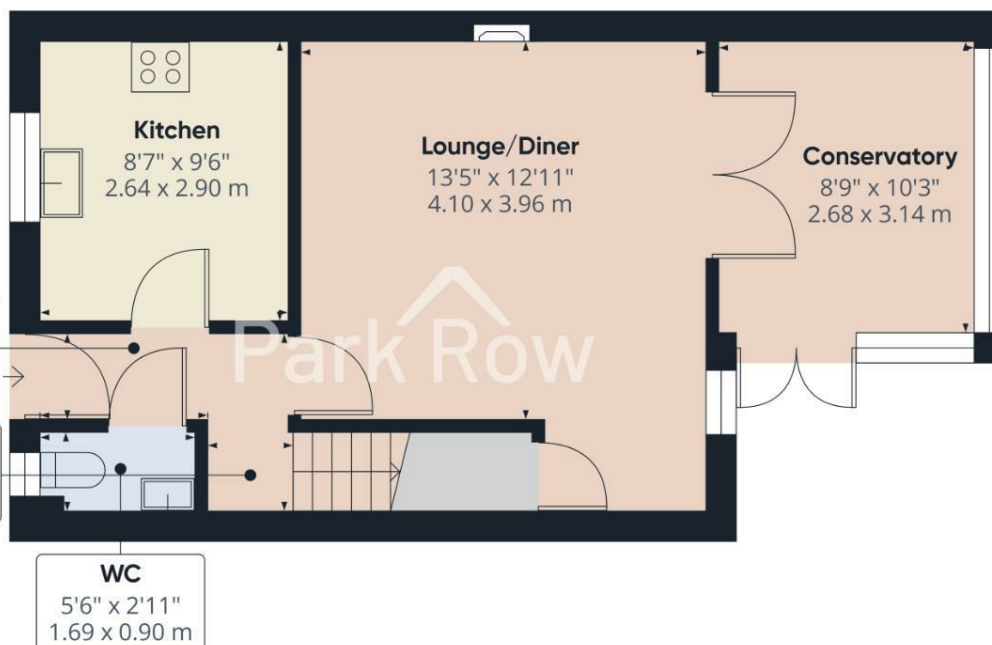 Kitchen
8'7" x 9'6"
2.64 x 2.90 m
Lounge/Diner
13'5" x 12'11"
4.10 x 3.96 m
Conservatory
8'9" x 10'3"
2.68 x 3.14 m
Park Row
WC
5'6" x 2'11"
1.69 x 0.90 m